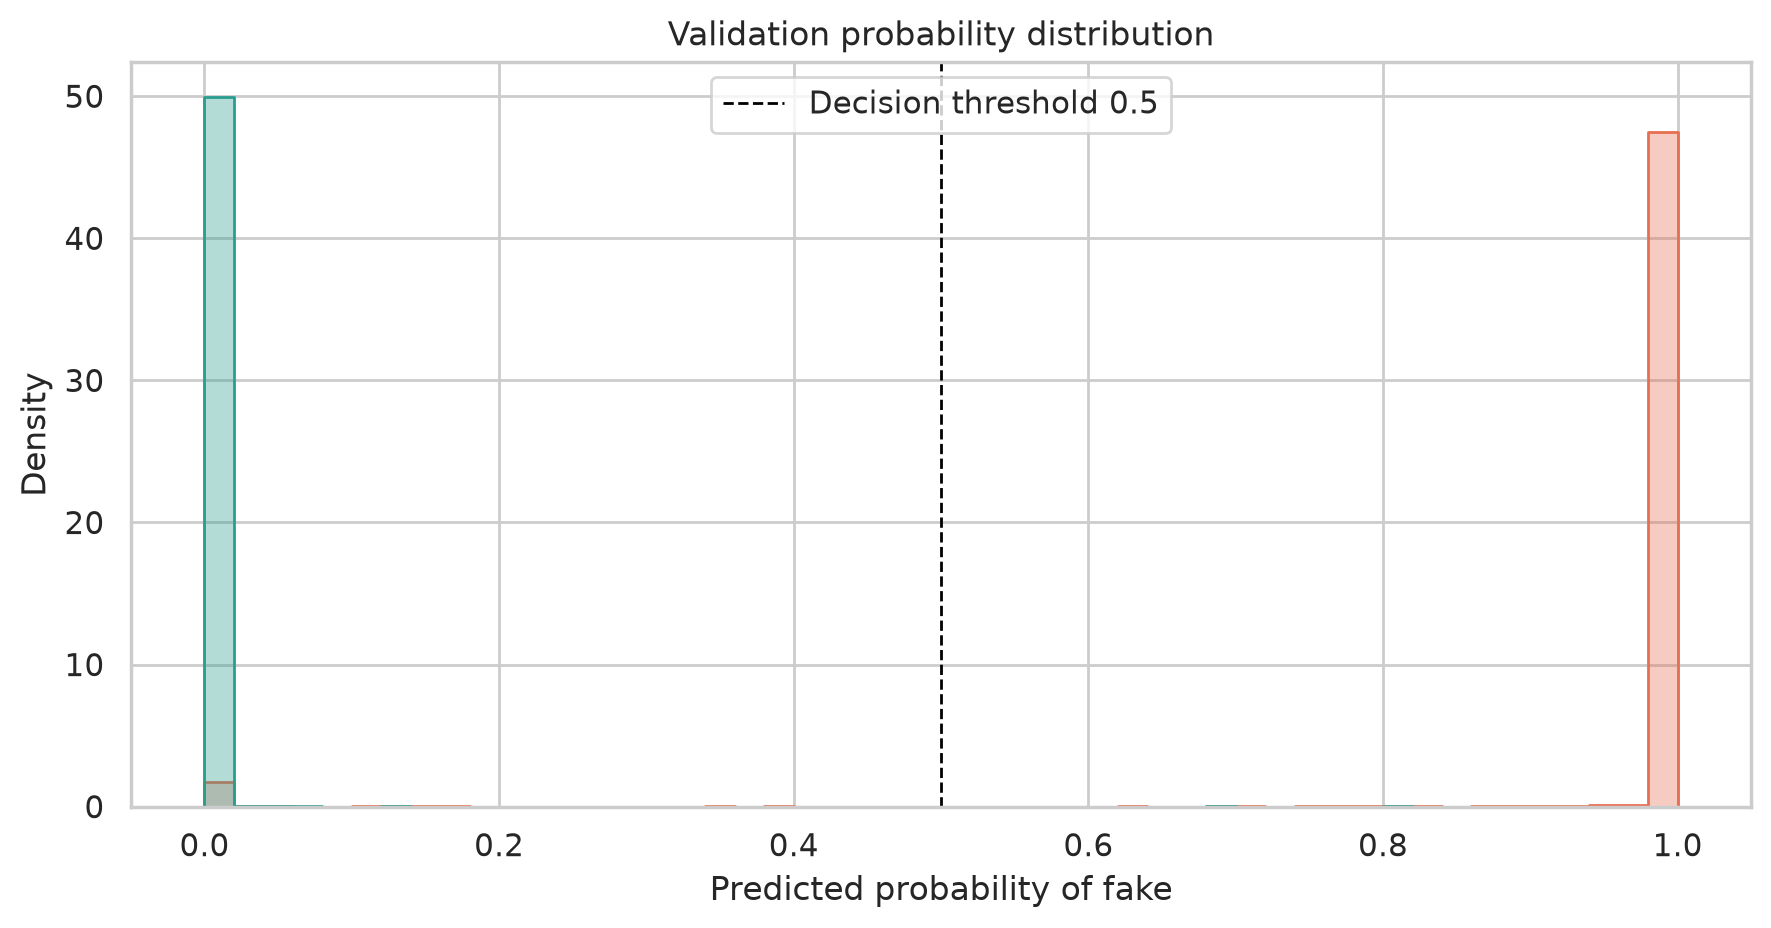 Validation probability distribution
Decision threshold 0.5
50
40
30
20
10
0
Density
0.0 0.2 0.4 0.6 0.8 1.0
Predicted probability of fake